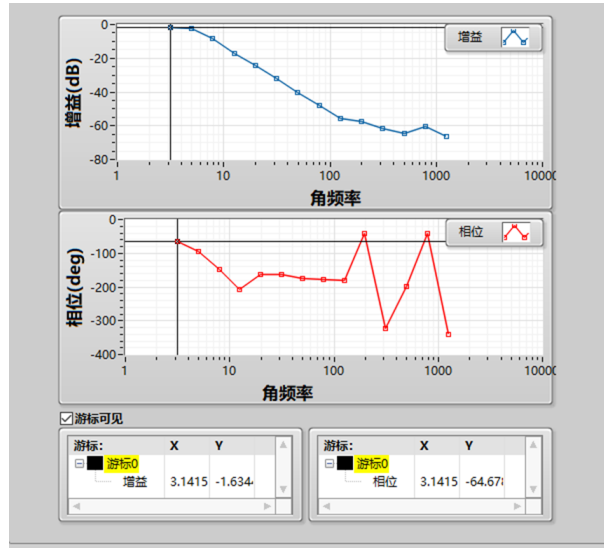 增益
0
-20
-40
-60
-80
增益(dB)
1 10 100 1000 10000
角频率
相位
0
-100
-200
-300
-400
相位(deg)
1 10 100 1000 10000
角频率
游标可见
游标: X Y
游标0
增益 3.1415 -1.634
游标: X Y
游标0
相位 3.1415 -64.678